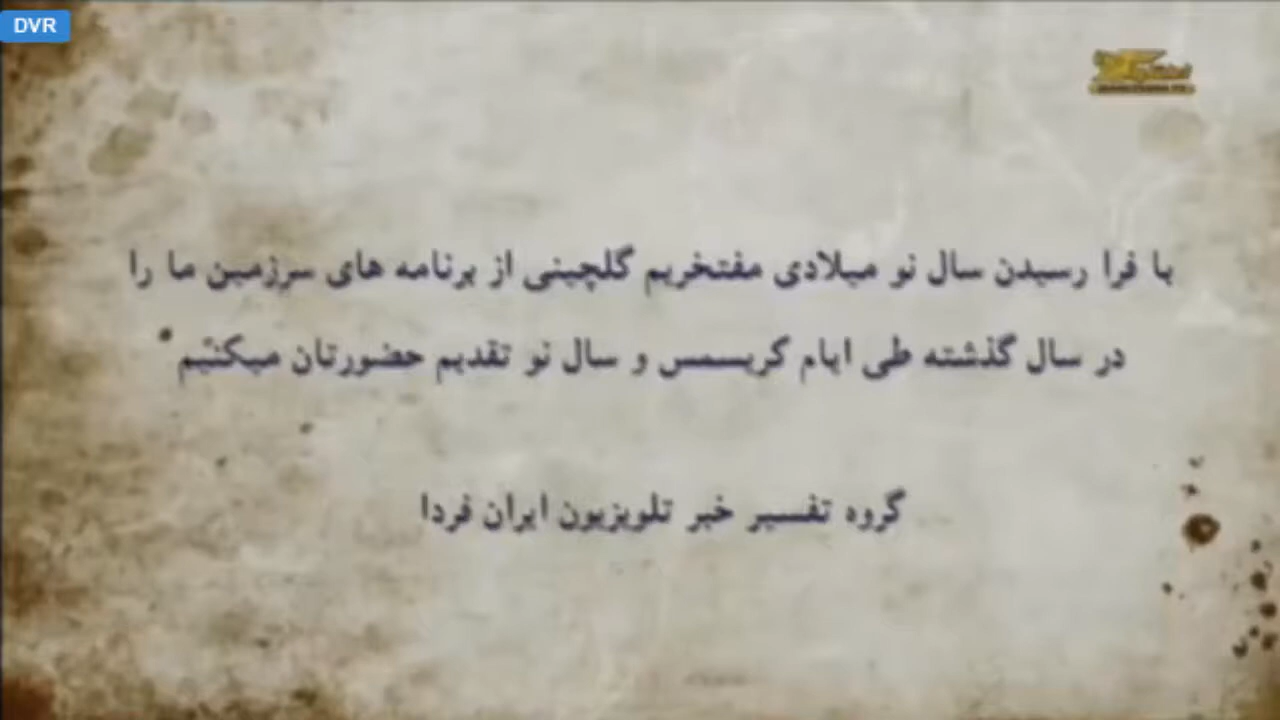 DVR
با فرا رسیدن سال نو میلادی مفتخریم گلچینی از برنامه های سرزمین ما را
در سال گذشته طی ایام کریسمس و سال نو تقدیم حضورتان میکنیم
گروه تفسیر خبر تلویزیون ایران فردا